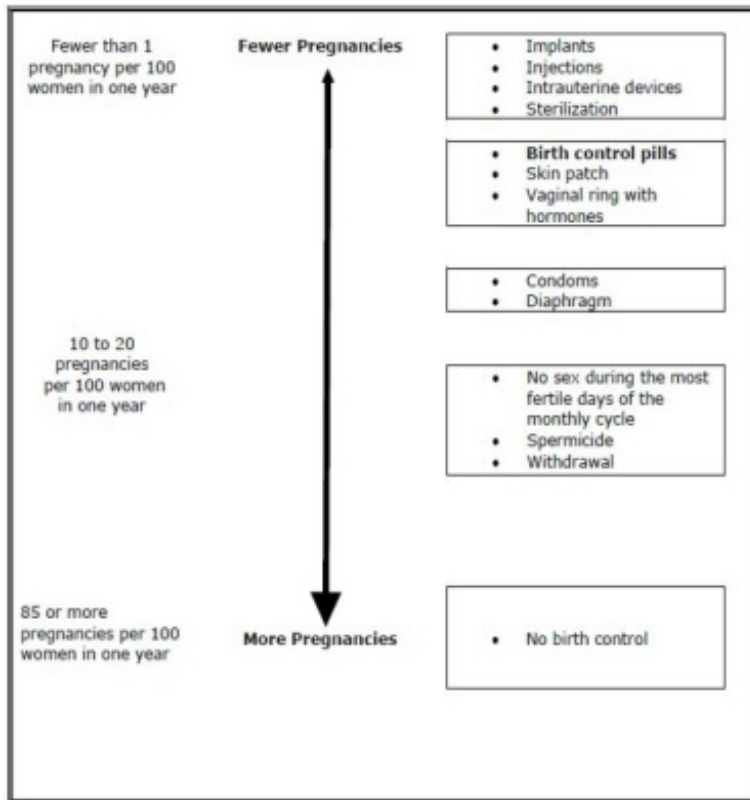 Fewer than 1
pregnancy per 100
women in one year
Fewer Pregnancies
• Implants
• Injections
• Intrauterine devices
• Sterilization
• Birth control pills
• Skin patch
• Vaginal ring with
hormones
• Condoms
• Diaphragm
10 to 20
pregnancies
per 100 women
in one year
• No sex during the most
fertile days of the
monthly cycle
• Spermicide
• Withdrawal
85 or more
pregnancies per 100
women in one year
More Pregnancies
• No birth control